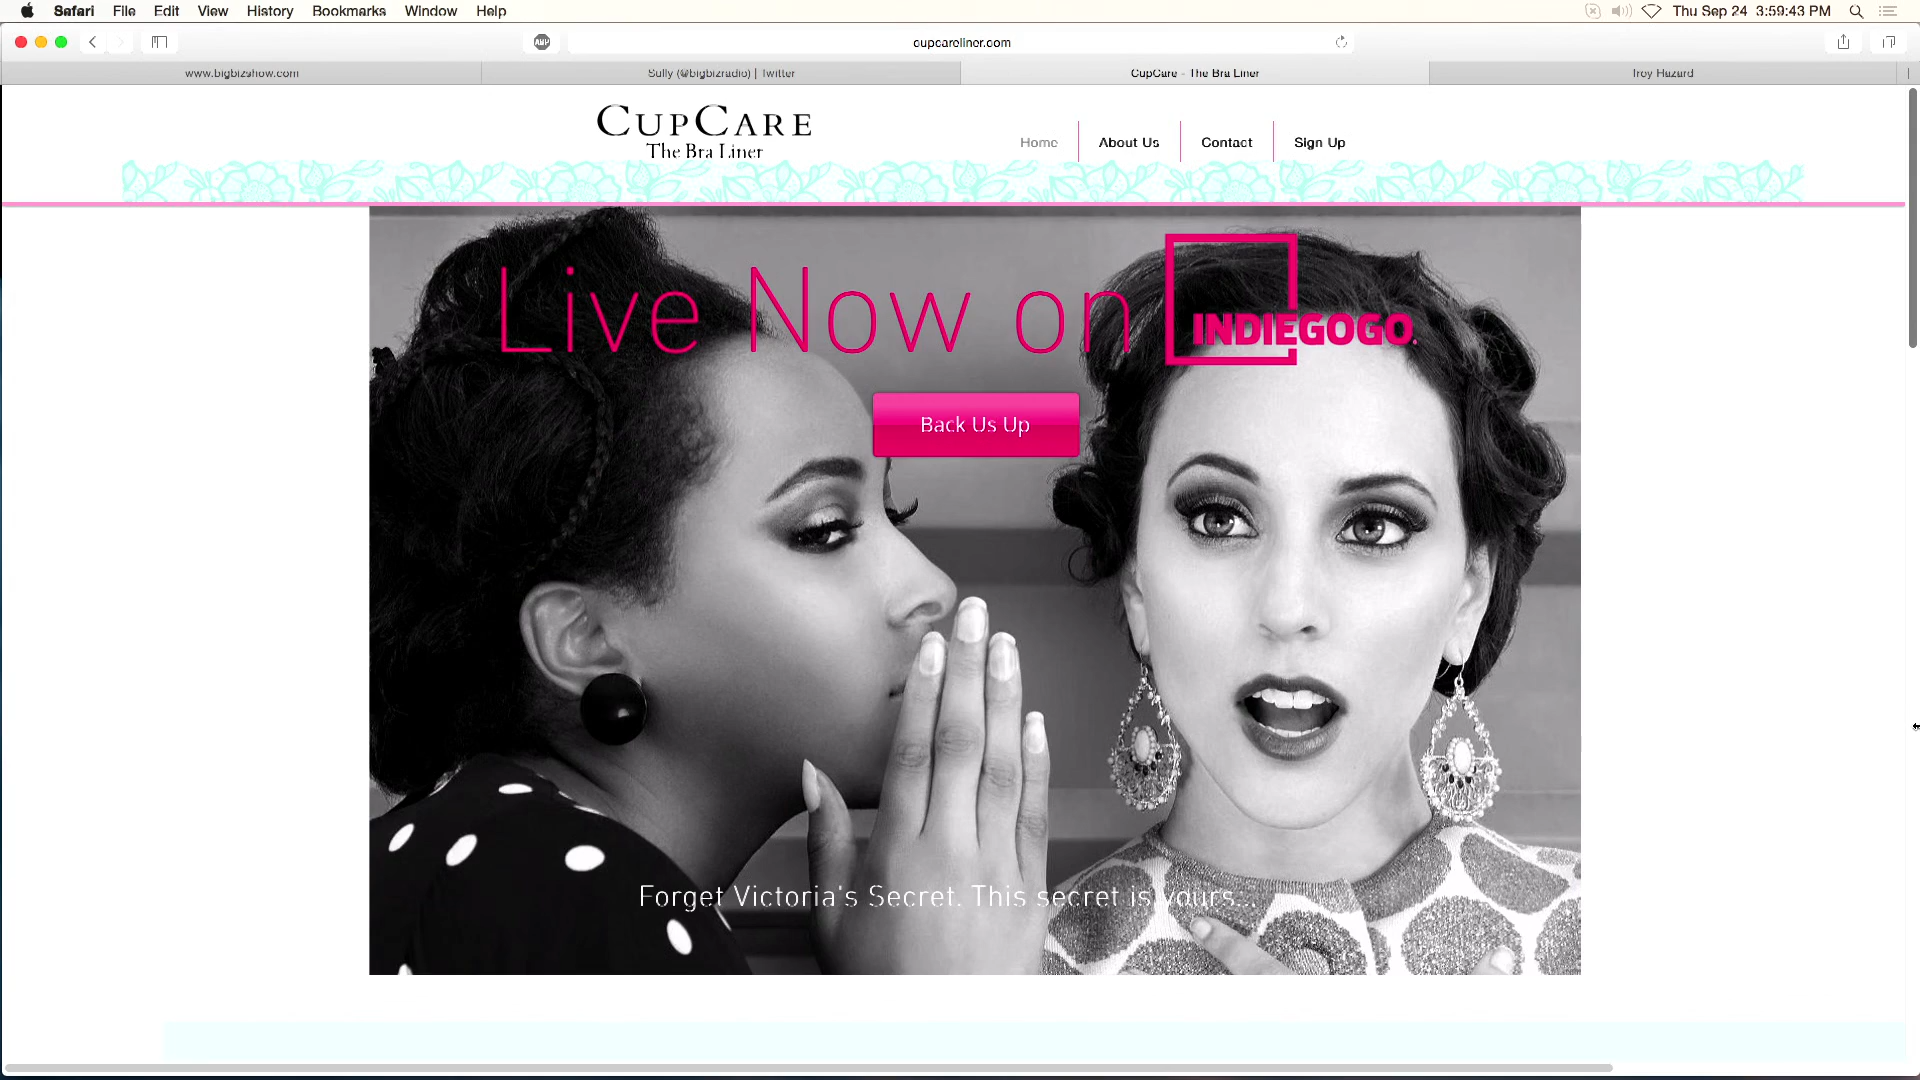 Safari File Edit View History Bookmarks Window Help Thu Sep 24 3:59:43 PM
ABP cupcareliner.com
www.bigbizshow.com Sully (@bigbizradio) | Twitter CupCare - The Bra Liner Troy Hazard
CUPCARE
The Bra Liner
Home About Us Contact Sign Up
Live Now on INDIEGOGO.
Back Us Up
Forget Victoria's Secret. This secret is yours...